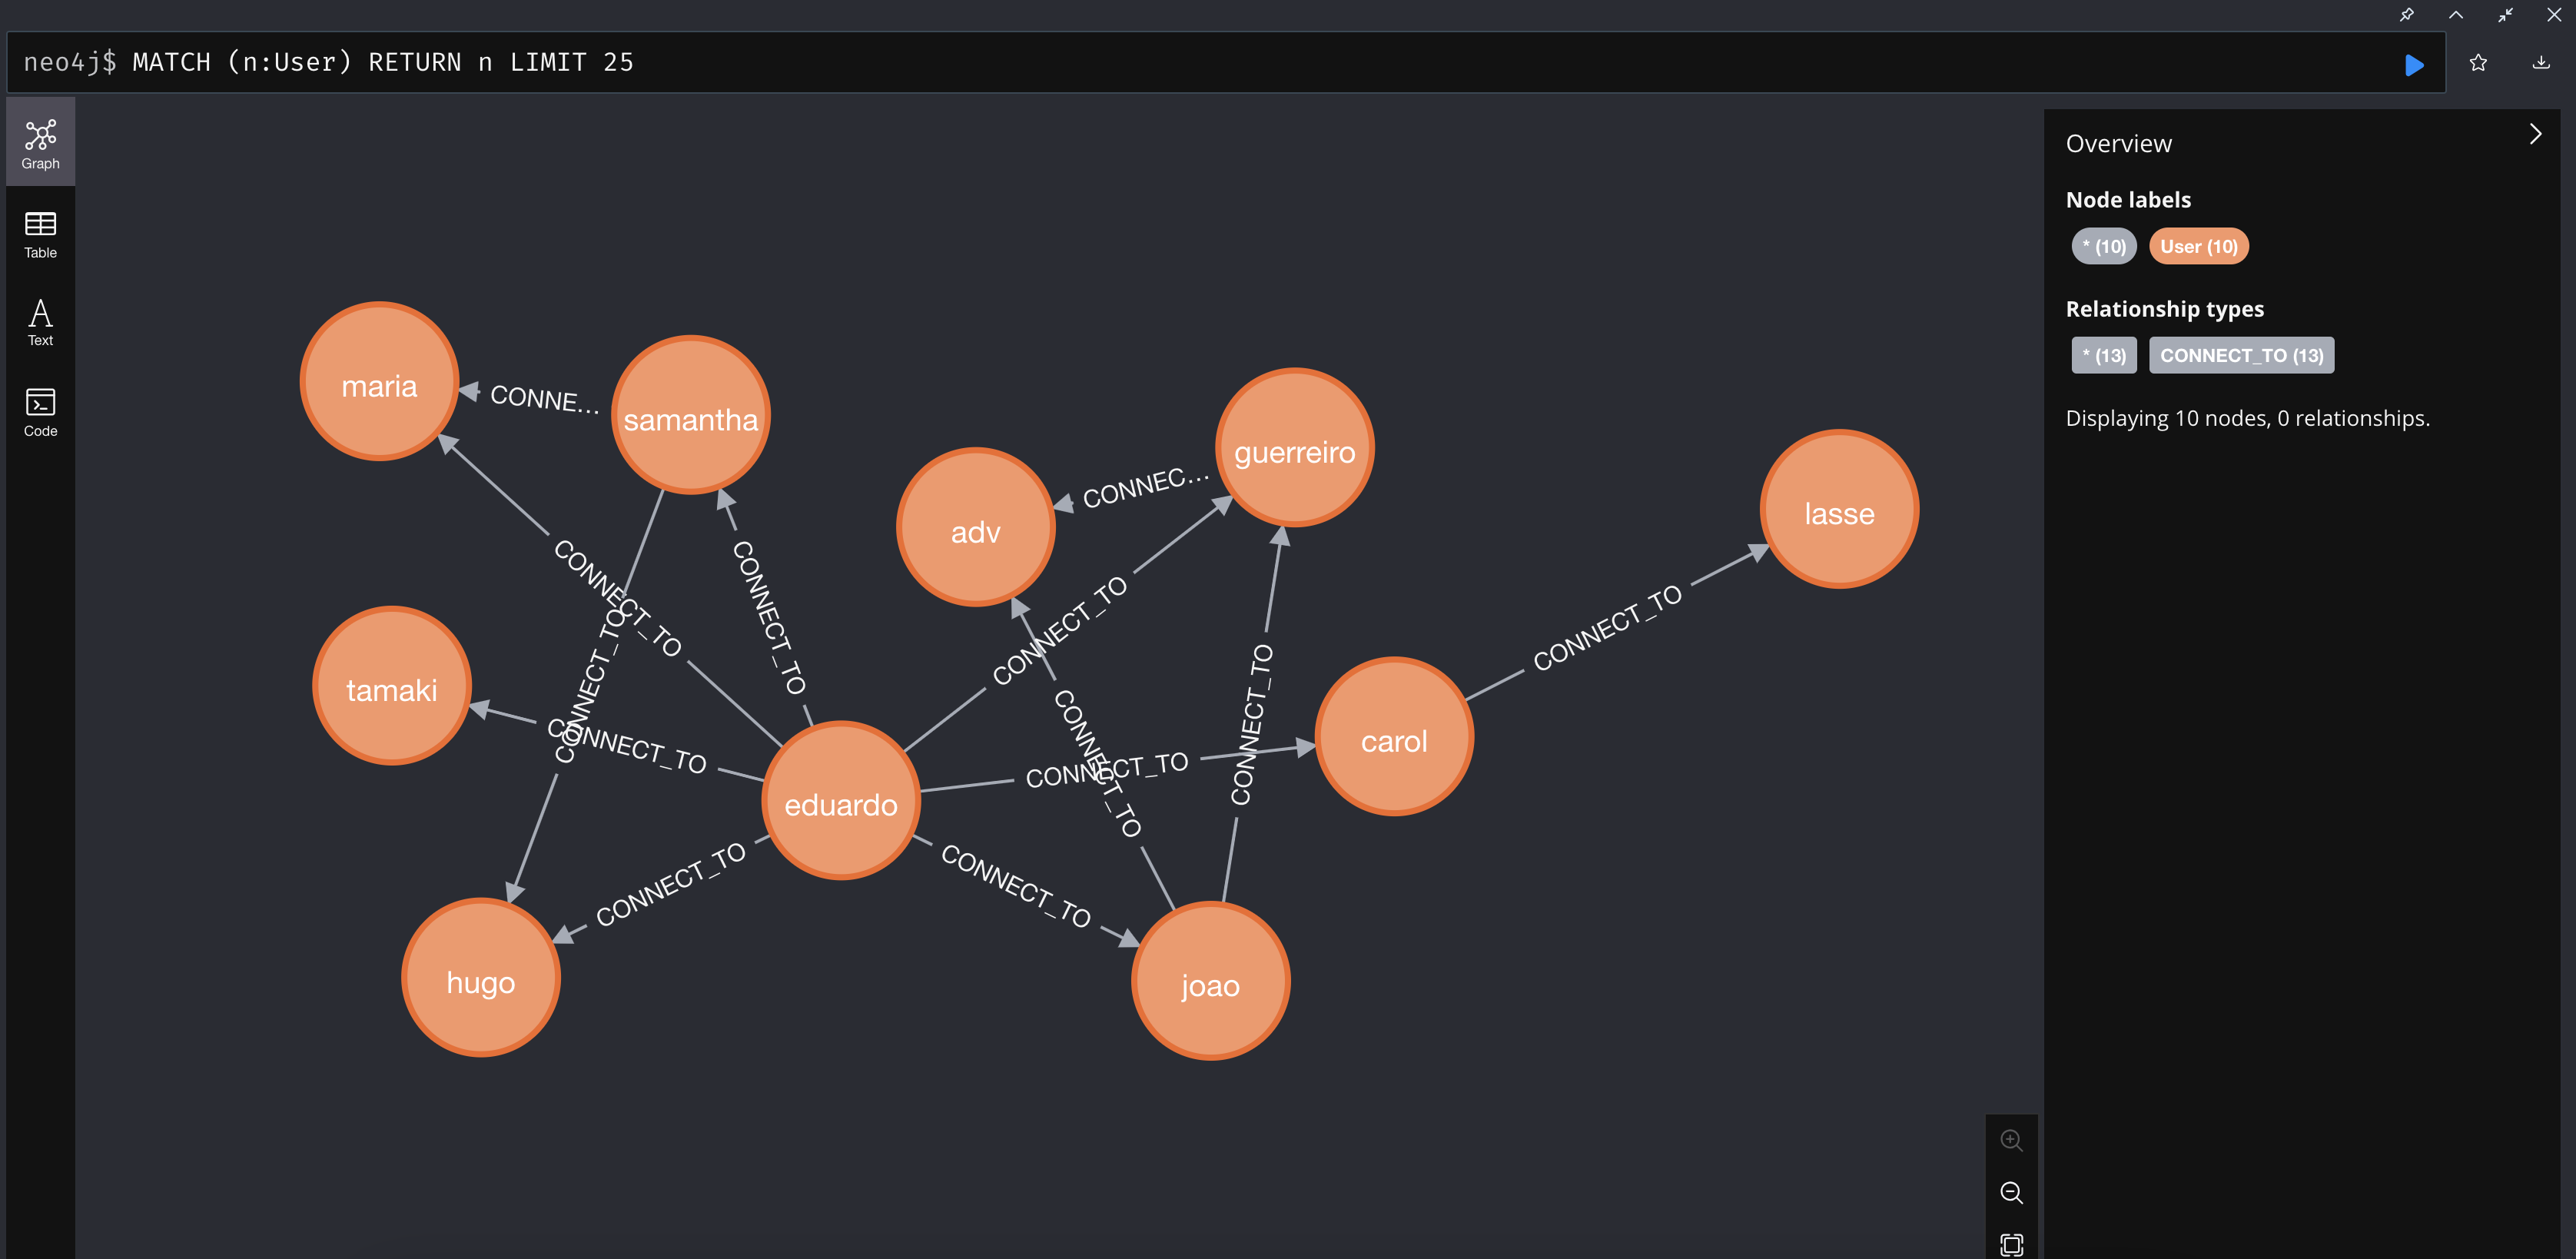 neo4j$ MATCH (n:User) RETURN n LIMIT 25
Graph
Table
Text
Code
maria
CONNE...
samantha
guerreiro
CONNEC...
adv
lasse
CONNECT_TO
CONNECT_TO
CONNECT_TO
CONNECT_TO
CONNECT_TO
CONNECT_TO
CONNECT_TO
tamaki
CONNECT_TO
CONNECT_TO
CONNECT_TO
carol
eduardo
CONNECT_TO
CONNECT_TO
hugo
joao
Overview
Node labels
* (10) User (10)
Relationship types
* (13) CONNECT_TO (13)
Displaying 10 nodes, 0 relationships.